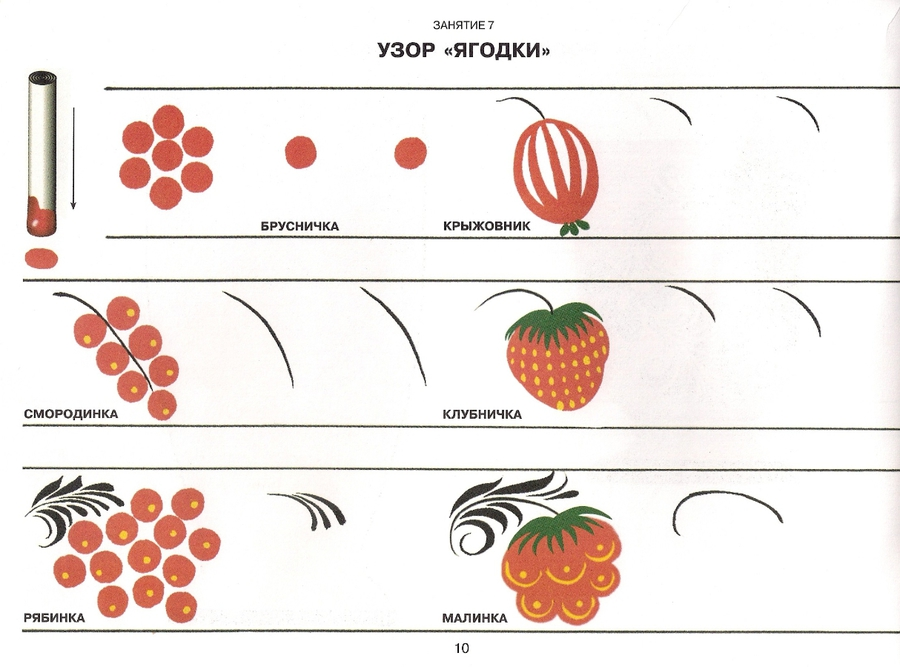 ЗАНЯТИЕ 7
УЗОР «ЯГОДКИ»
БРУСНИЧКА
КРЫЖОВНИК
СМОРОДИНКА
КЛУБНИЧКА
РЯБИНКА
МАЛИНКА
10